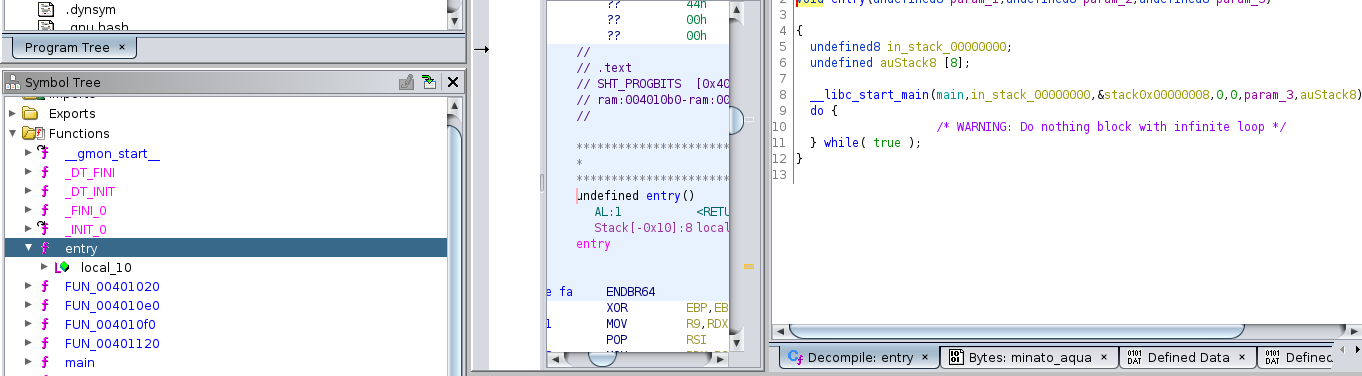 .dynsym
.gnu.hash
Program Tree ×
Symbol Tree
Imports
Exports
Functions
__gmon_start__
_DT_FINI
_DT_INIT
_FINI_0
_INIT_0
entry
local_10
FUN_00401020
FUN_004010e0
FUN_004010f0
FUN_00401120
main
?? 44h
?? 00h
?? 00h
//
// .text
// SHT_PROGBITS [0x40
// ram:004010b0-ram:00
//
************************
*
************************
undefined entry()
AL:1 <RETU
Stack[-0x10]:8 local
entry
e fa ENDBR64
XOR EBP,EB
1 MOV R9,RDX
POP RSI
2 void entry(undefined8 param_1,undefined8 param_2,undefined8 param_3)
3
4 {
5 undefined8 in_stack_00000000;
6 undefined auStack8 [8];
7
8 __libc_start_main(main,in_stack_00000000,&stack0x00000008,0,0,param_3,auStack8)
9 do {
10 /* WARNING: Do nothing block with infinite loop */
11 } while( true );
12 }
13
Decompile: entry × Bytes: minato_aqua × Defined Data × Definec